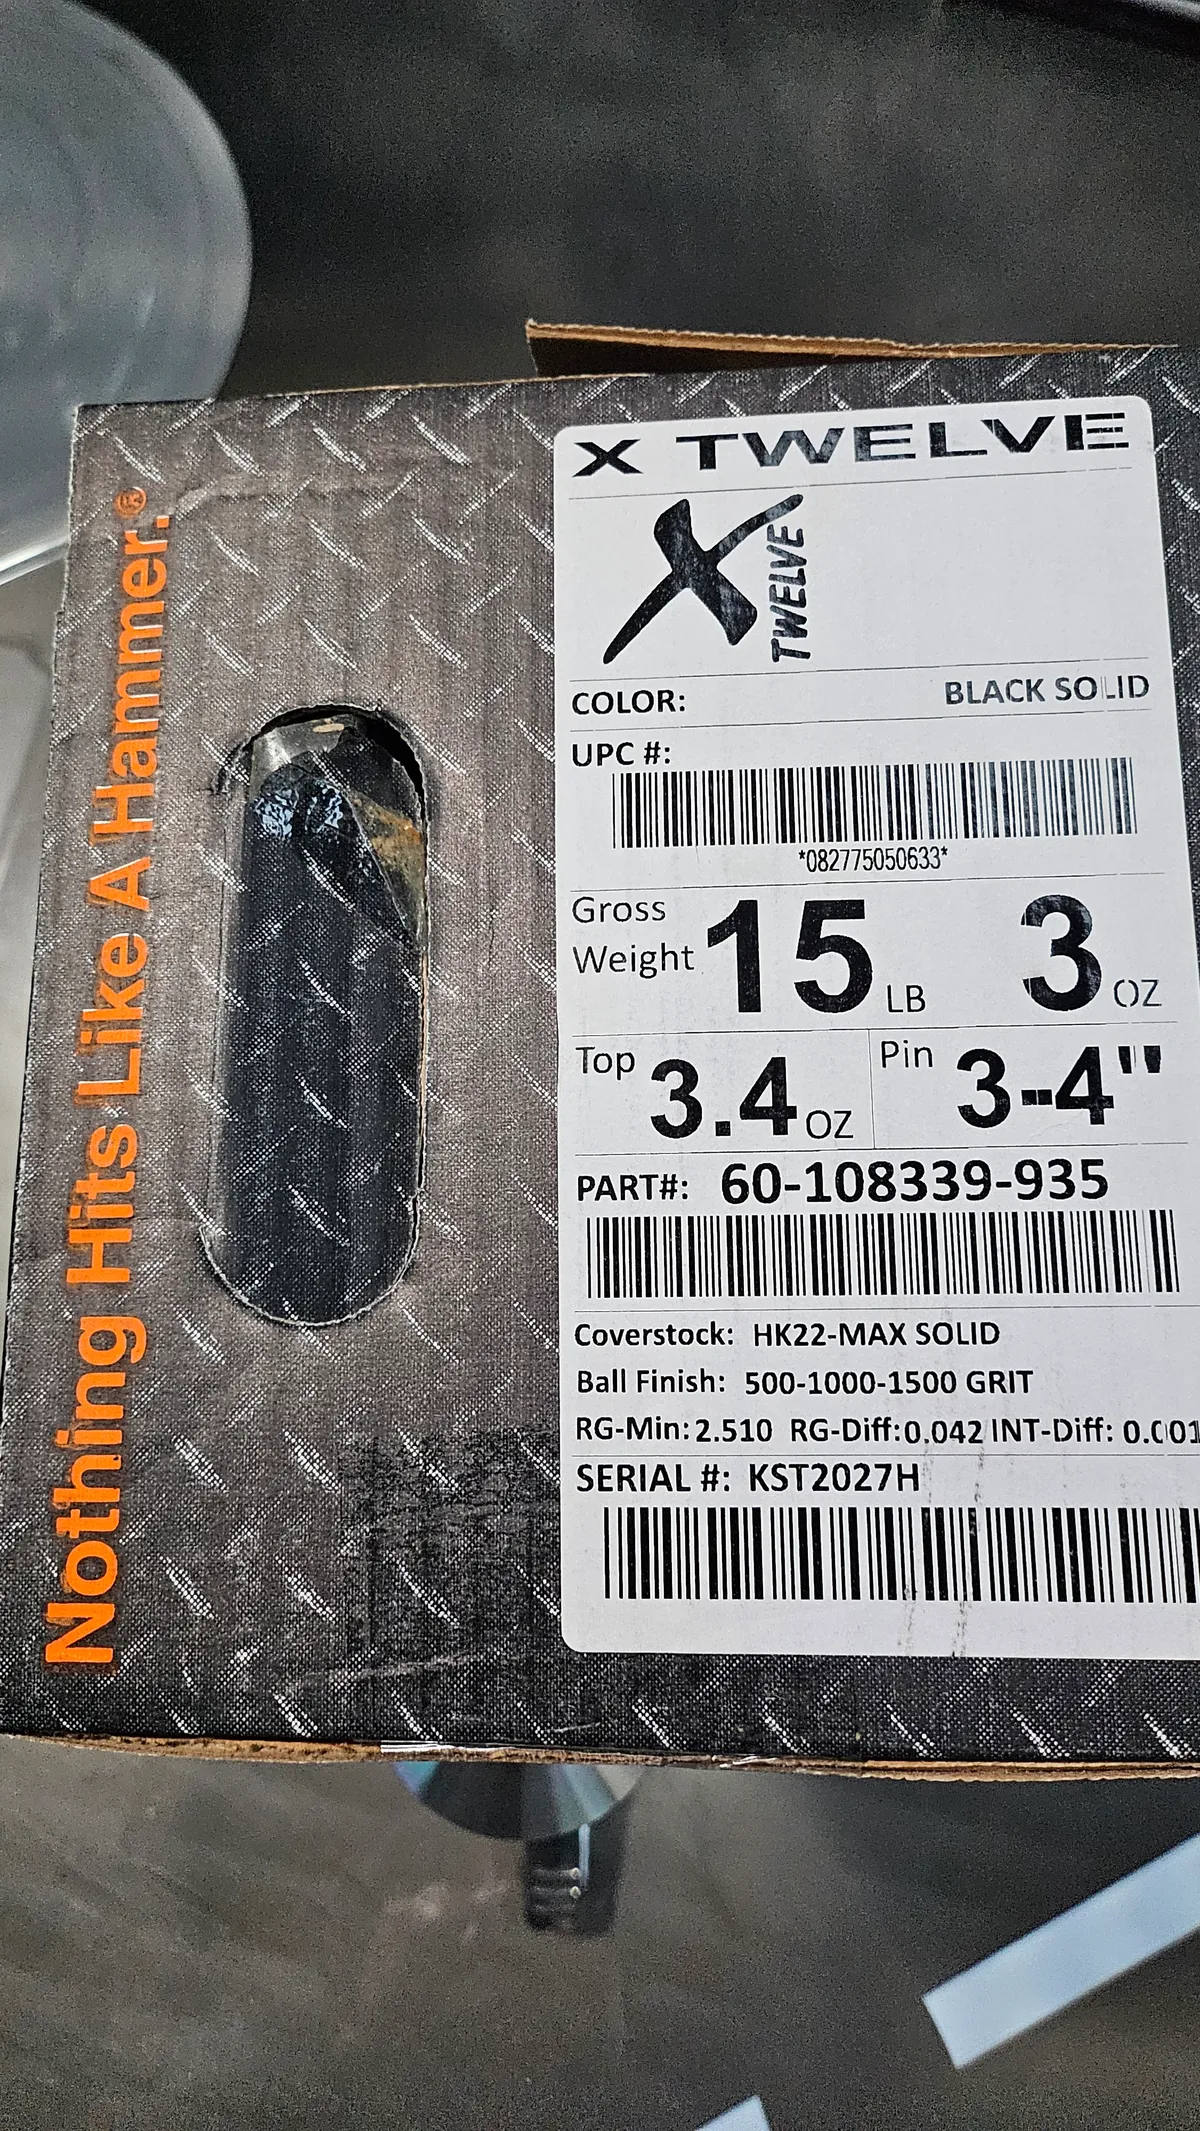 Nothing Hits Like A Hammer.®
X TWELVE
X
TWELVE
COLOR: BLACK SOLID
UPC #:
*082775050633*
Gross Weight 15 LB 3 OZ
Top 3.4 OZ Pin 3-4"
PART#: 60-108339-935
Coverstock: HK22-MAX SOLID
Ball Finish: 500-1000-1500 GRIT
RG-Min: 2.510 RG-Diff: 0.042 INT-Diff: 0.001
SERIAL #: KST2027H